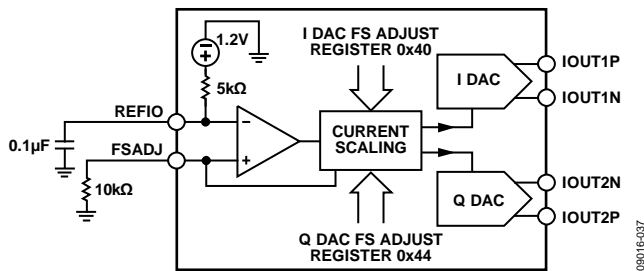 1.2V
I DAC FS ADJUST
REGISTER 0x40
IOUT1P
I DAC
5kΩ
IOUT1N
REFIO
–
CURRENT
SCALING
0.1µF
FSADJ
+
10kΩ
IOUT2N
Q DAC
IOUT2P
Q DAC FS ADJUST
REGISTER 0x44
09016-037